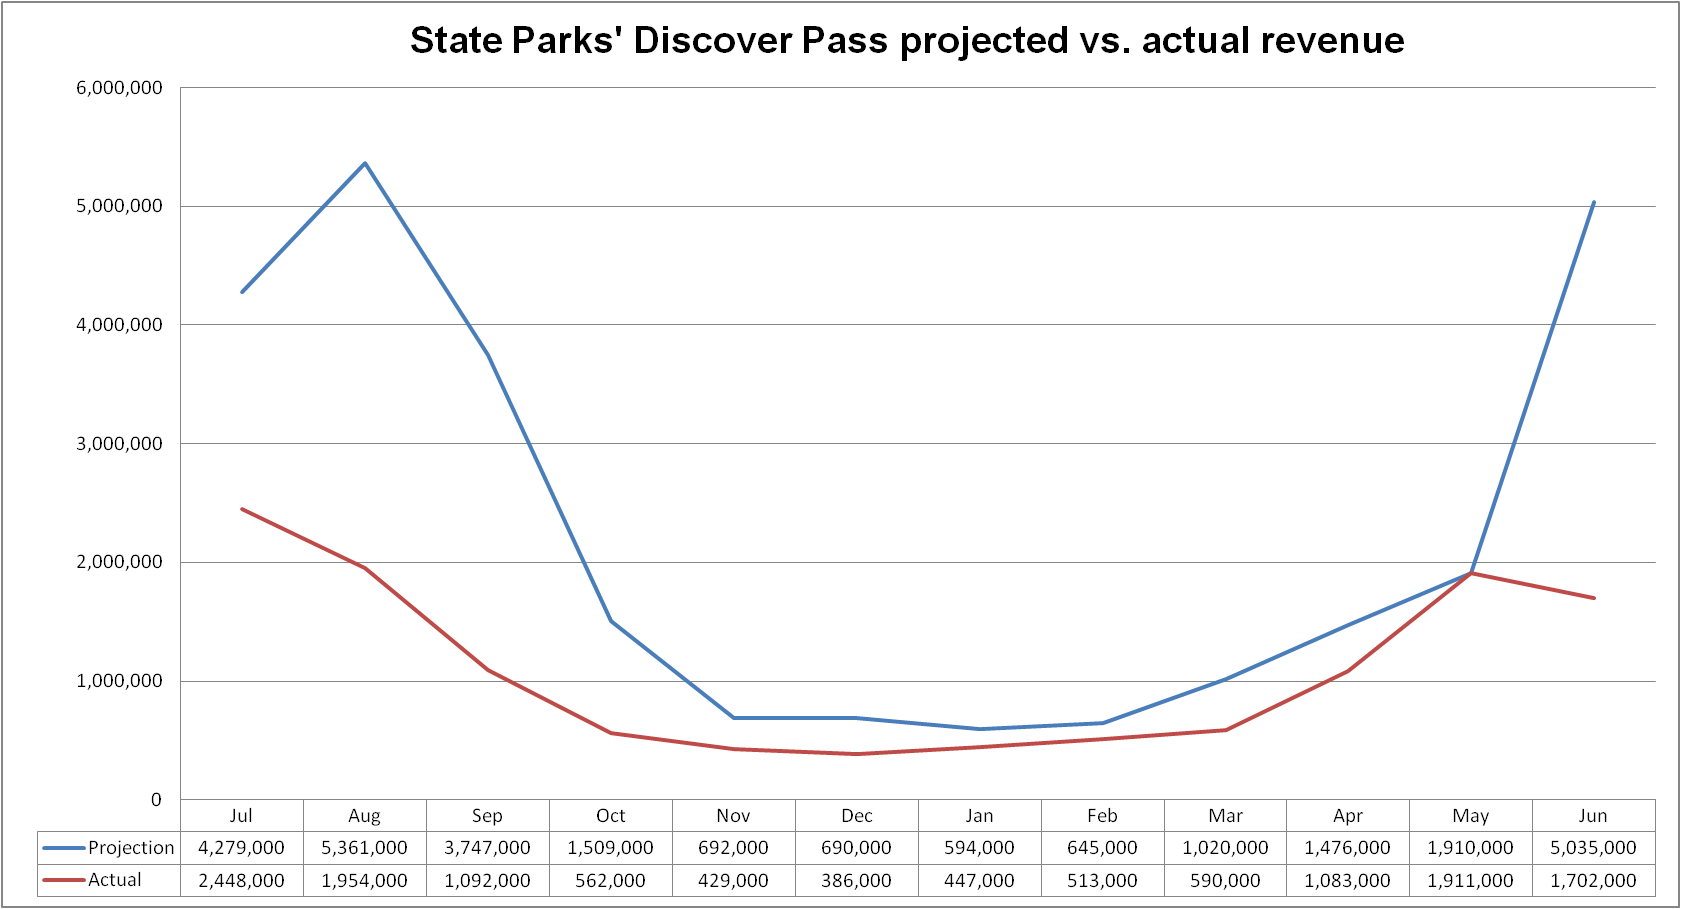 State Parks' Discover Pass projected vs. actual revenue
6,000,000
5,000,000
4,000,000
3,000,000
2,000,000
1,000,000
0
Jul Aug Sep Oct Nov Dec Jan Feb Mar Apr May Jun
Projection 4,279,000 5,361,000 3,747,000 1,509,000 692,000 690,000 594,000 645,000 1,020,000 1,476,000 1,910,000 5,035,000
Actual 2,448,000 1,954,000 1,092,000 562,000 429,000 386,000 447,000 513,000 590,000 1,083,000 1,911,000 1,702,000